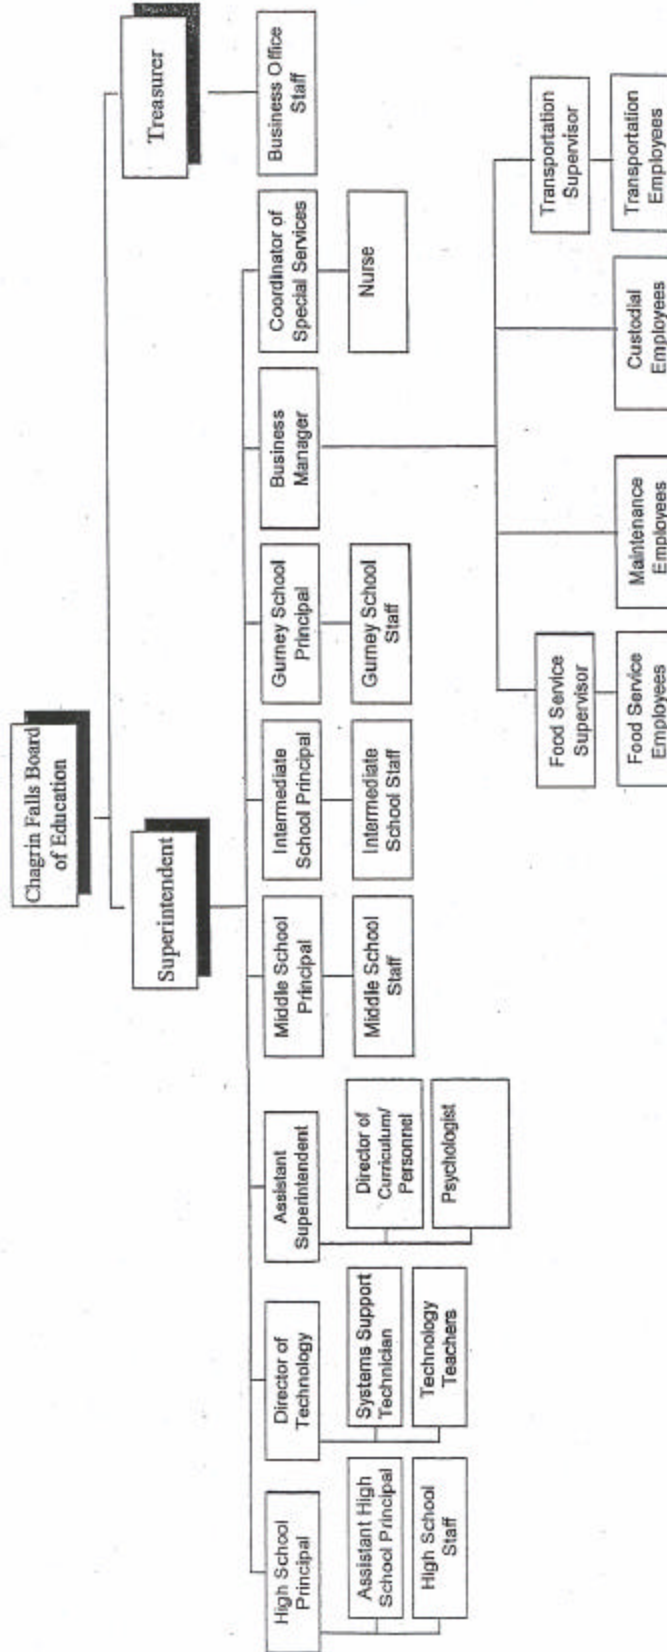 Chagrin Falls Board
of Education
Superintendent
Treasurer
High School
Principal
Director of
Technology
Assistant
Superintendent
Middle School
Principal
Intermediate
School Principal
Gurney School
Principal
Business
Manager
Coordinator of
Special Services
Business Office
Staff
Assistant High
School Principal
High School
Staff
Systems Support
Technician
Technology
Teachers
Director of
Curriculum/
Personnel
Psychologist
Middle School
Staff
Intermediate
School Staff
Gurney School
Staff
Nurse
Food Service
Supervisor
Transportation
Supervisor
Food Service
Employees
Maintenance
Employees
Custodial
Employees
Transportation
Employees